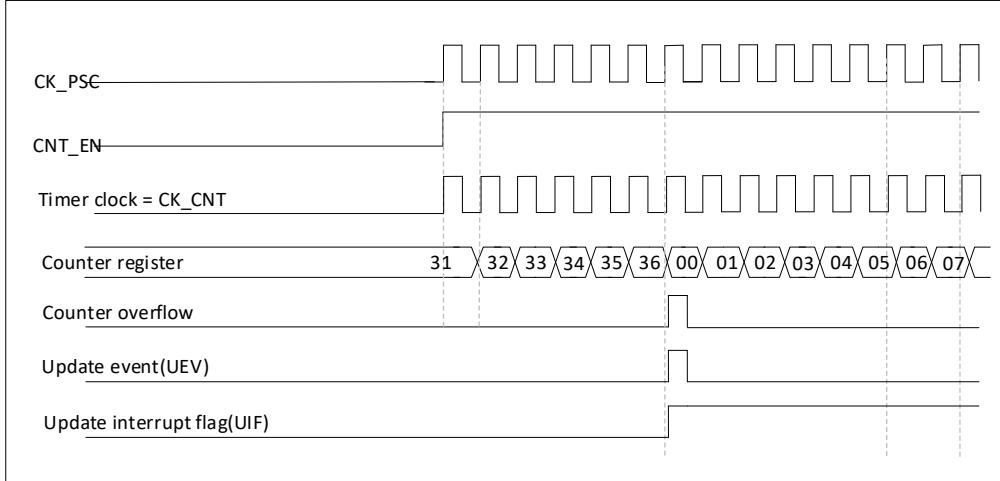 CK_PSC
CNT_EN
Timer clock = CK_CNT
Counter register 31 32 33 34 35 36 00 01 02 03 04 05 06 07
Counter overflow
Update event(UEV)
Update interrupt flag(UIF)